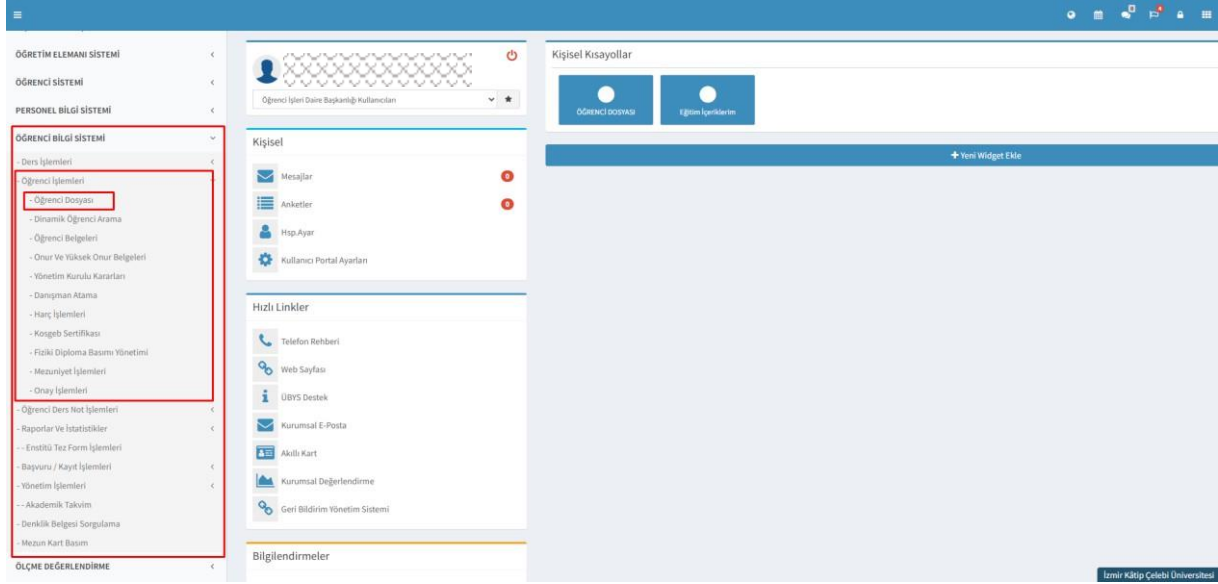 ÖĞRETİM ELEMANI SİSTEMİ
ÖĞRENCİ SİSTEMİ
PERSONEL BİLGİ SİSTEMİ
ÖĞRENCİ BİLGİ SİSTEMİ
- Ders İşlemleri
- Öğrenci İşlemleri
- Öğrenci Dosyası
- Dinamik Öğrenci Arama
- Öğrenci Belgeleri
- Onur Ve Yüksek Onur Belgeleri
- Yönetim Kurulu Kararları
- Danışman Atama
- Harç İşlemleri
- Kosgeb Sertifikası
- Fiziki Diploma Basımı Yönetimi
- Mezuniyet İşlemleri
- Onay İşlemleri
- Öğrenci Ders Not İşlemleri
- Raporlar Ve İstatistikler
- - Enstitü Tez Form İşlemleri
- Başvuru / Kayıt İşlemleri
- Yönetim İşlemleri
- - Akademik Takvim
- Denklik Belgesi Sorgulama
- Mezun Kart Basım
ÖLÇME DEĞERLENDİRME
Öğrenci İşleri Daire Başkanlığı Kullanıcıları
Kişisel
Mesajlar
Anketler
Hsp.Ayar
Kullanıcı Portal Ayarları
Hızlı Linkler
Telefon Rehberi
Web Sayfası
ÜBYS Destek
Kurumsal E-Posta
Akıllı Kart
Kurumsal Değerlendirme
Geri Bildirim Yönetim Sistemi
Bilgilendirmeler
Kişisel Kısayollar
ÖĞRENCİ DOSYASI
Eğitim İçeriklerim
+ Yeni Widget Ekle
İzmir Kâtip Çelebi Üniversitesi